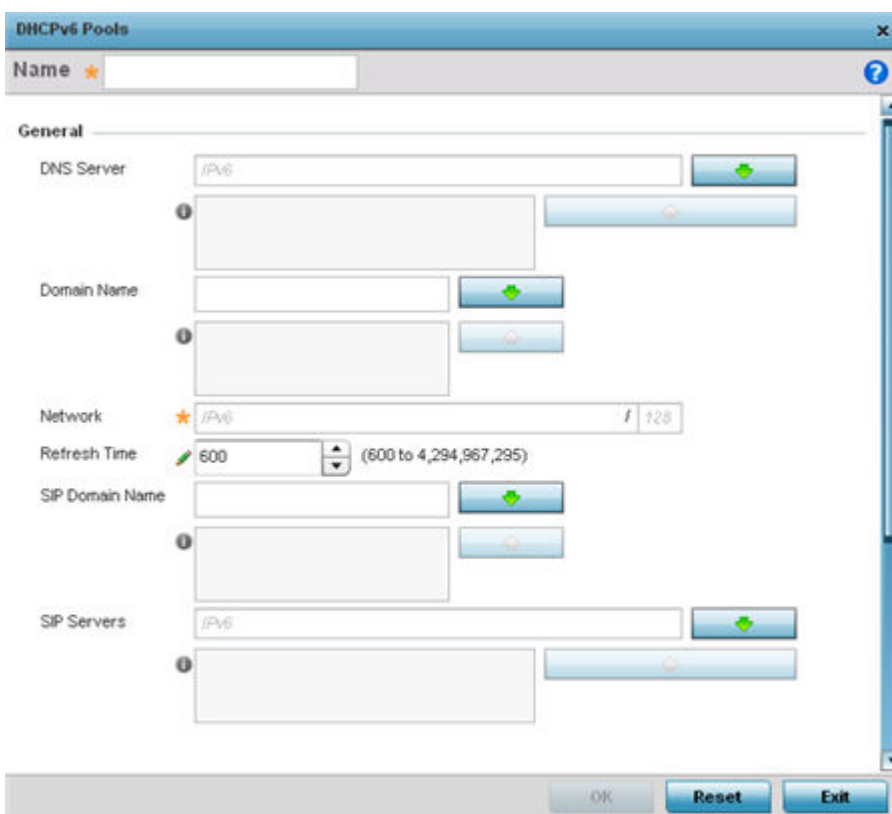 DHCPv6 Pools
Name
General
DNS Server IPv6
Domain Name
Network IPv6 / 128
Refresh Time 600 (600 to 4,294,967,295)
SIP Domain Name
SIP Servers IPv6
OK Reset Exit